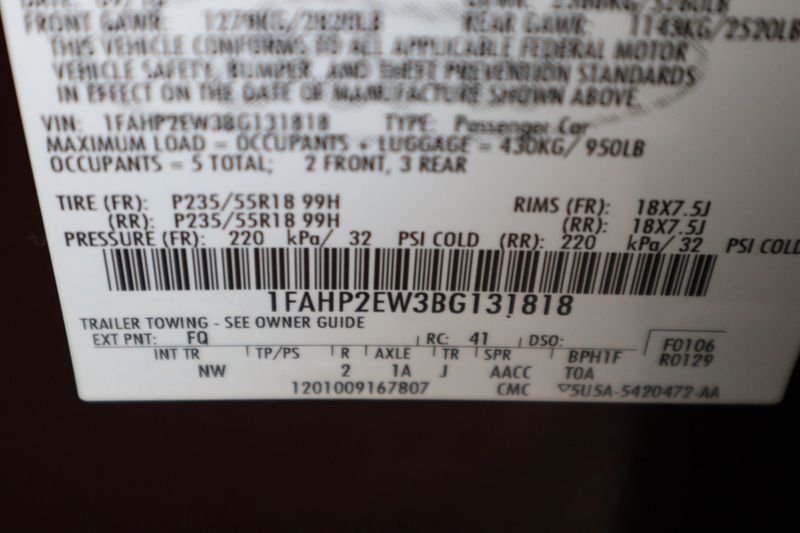 FRONT GAWR: 1279KG/2820LB REAR GAWR: 1143KG/2520LB
THIS VEHICLE CONFORMS TO ALL APPLICABLE FEDERAL MOTOR
VEHICLE SAFETY, BUMPER, AND THEFT PREVENTION STANDARDS
IN EFFECT ON THE DATE OF MANUFACTURE SHOWN ABOVE.
VIN: 1FAHP2EW3BG131818 TYPE: Passenger Car
MAXIMUM LOAD = OCCUPANTS + LUGGAGE = 430KG/ 950LB
OCCUPANTS = 5 TOTAL; 2 FRONT, 3 REAR
TIRE (FR): P235/55R18 99H RIMS (FR): 18X7.5J
(RR): P235/55R18 99H (RR): 18X7.5J
PRESSURE (FR): 220 kPa/ 32 PSI COLD (RR): 220 kPa/ 32 PSI COLD
1FAHP2EW3BG131818
TRAILER TOWING - SEE OWNER GUIDE
EXT PNT: FQ RC: 41 DSO: F0106
INT TR TP/PS R AXLE TR SPR BPH1F R0129
NW 2 1A J AACC TOA
1201009167807 CMC 5U5A-5420472-AA